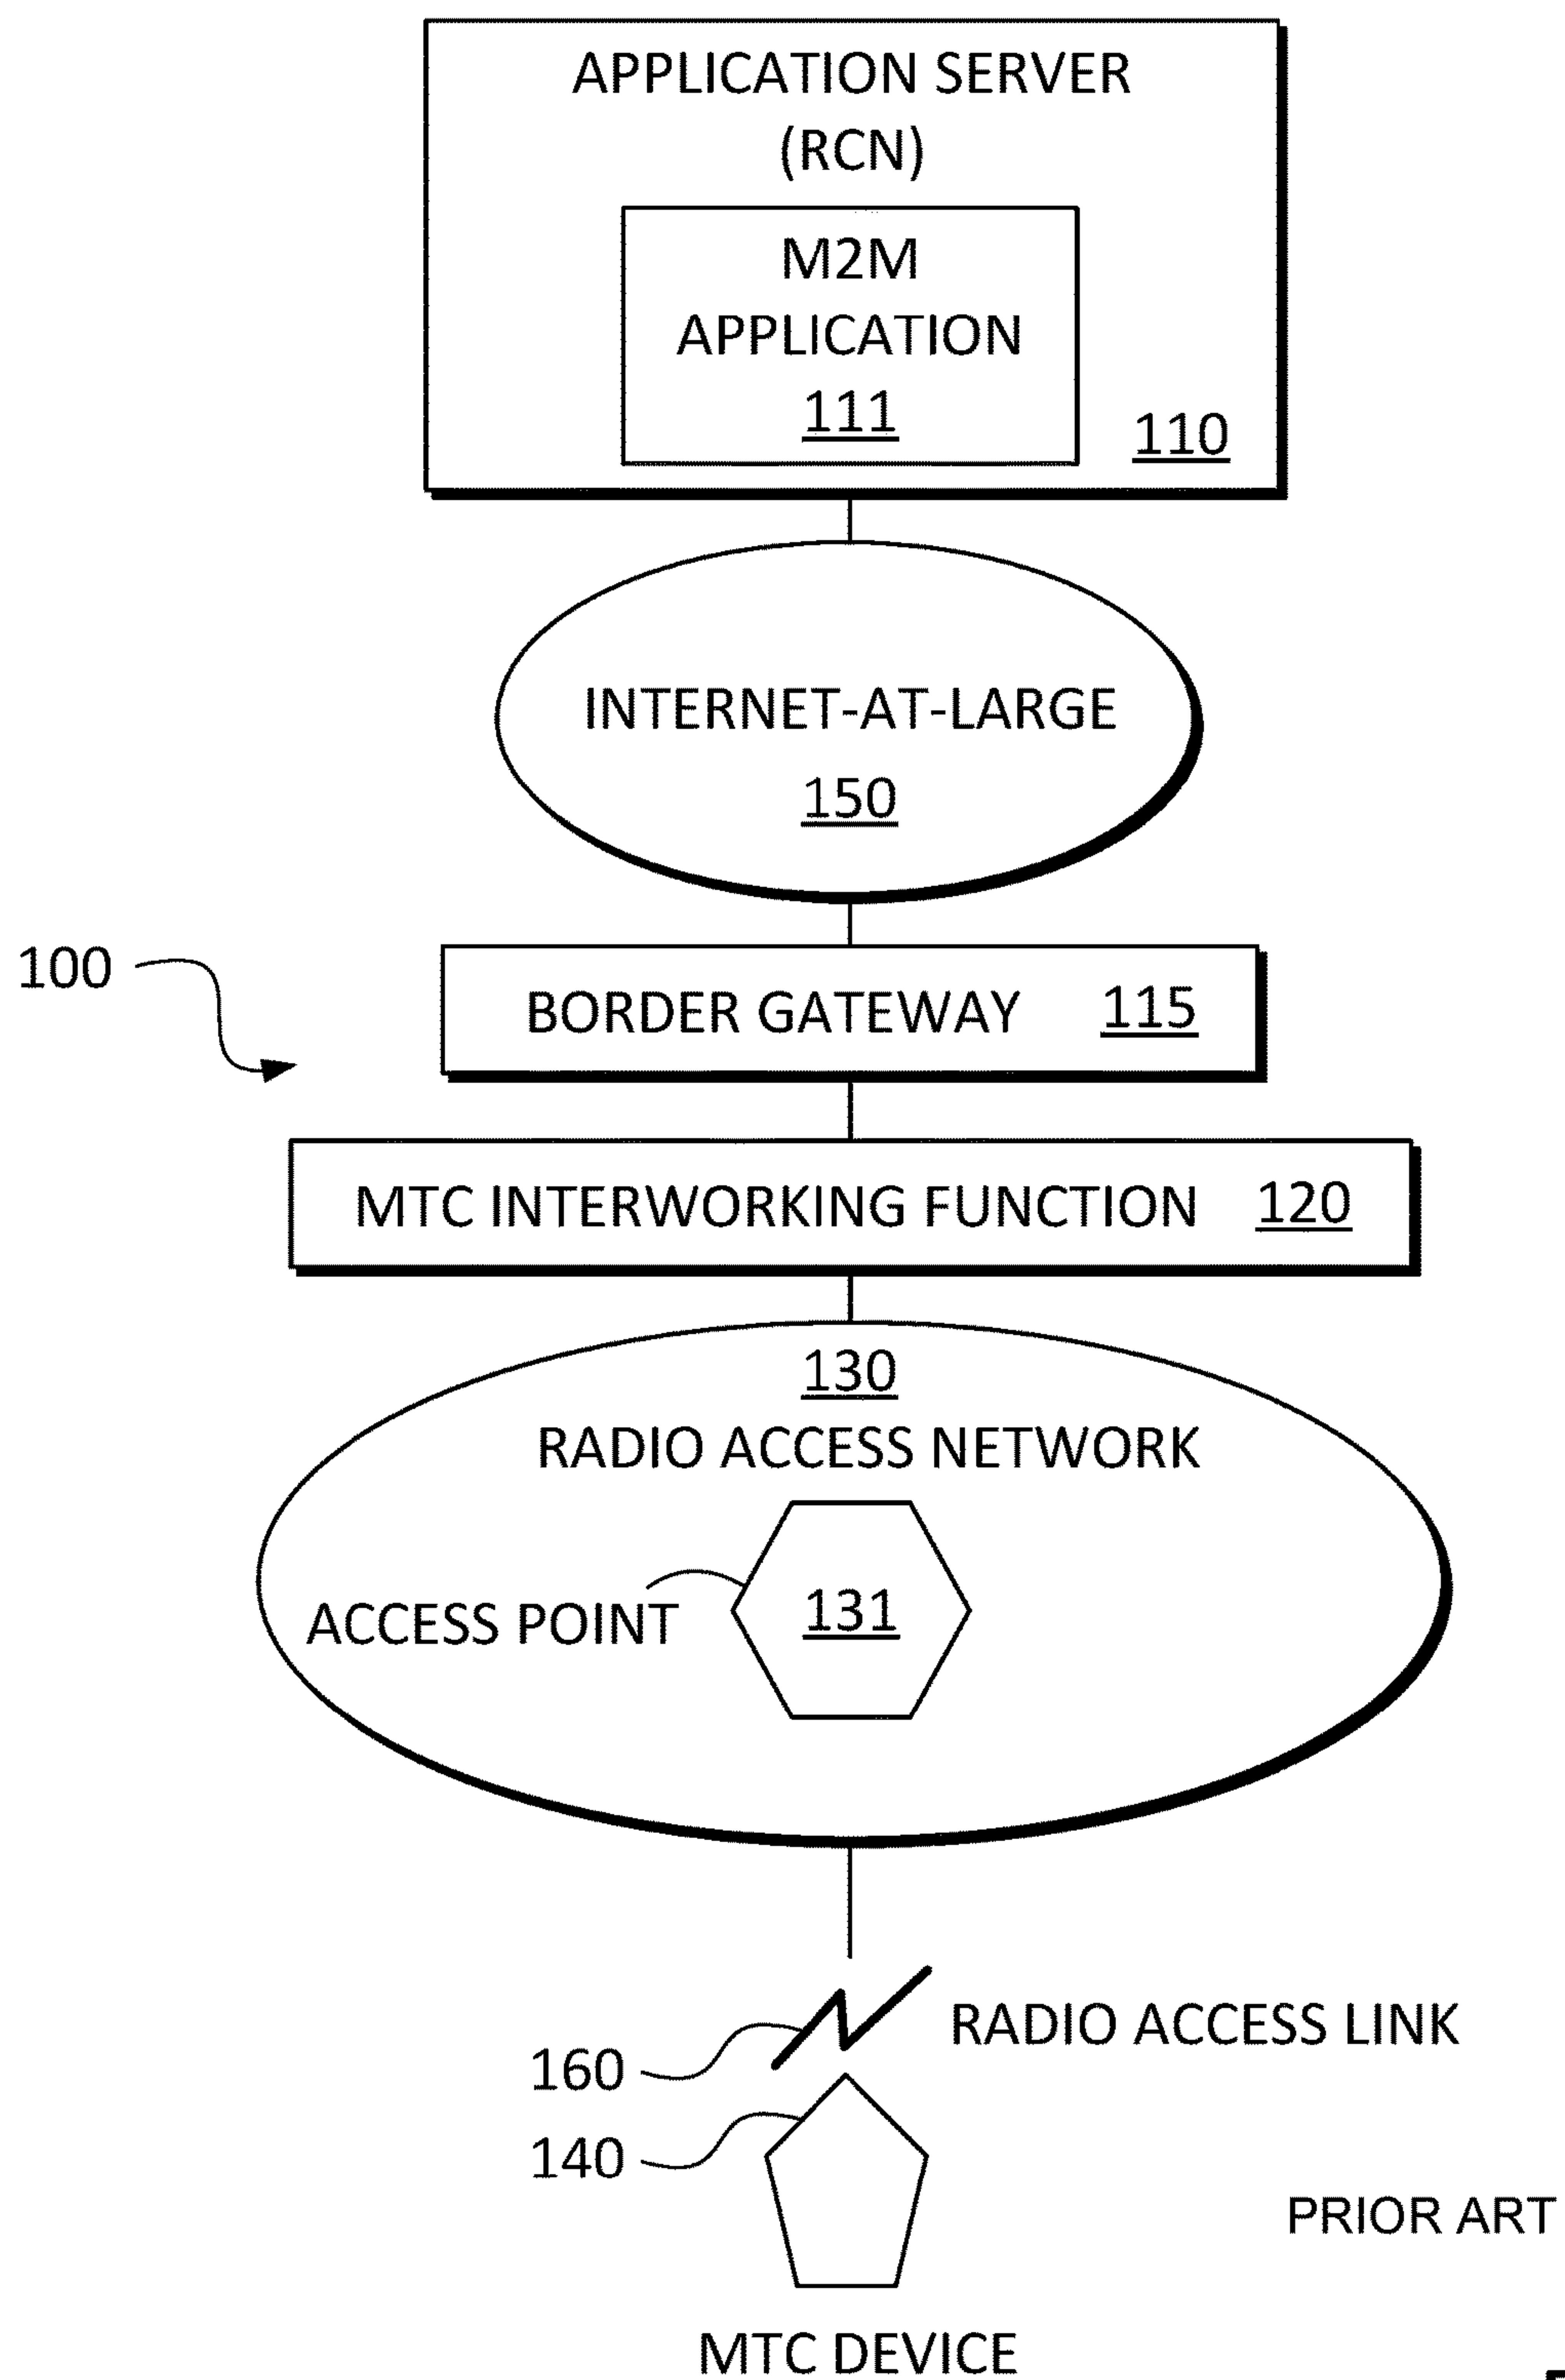 APPLICATION SERVER
(RCN)
M2M
APPLICATION
111
110
INTERNET-AT-LARGE
150
100
BORDER GATEWAY 115
MTC INTERWORKING FUNCTION 120
130
RADIO ACCESS NETWORK
ACCESS POINT 131
RADIO ACCESS LINK
160
140
PRIOR ART
MTC DEVICE